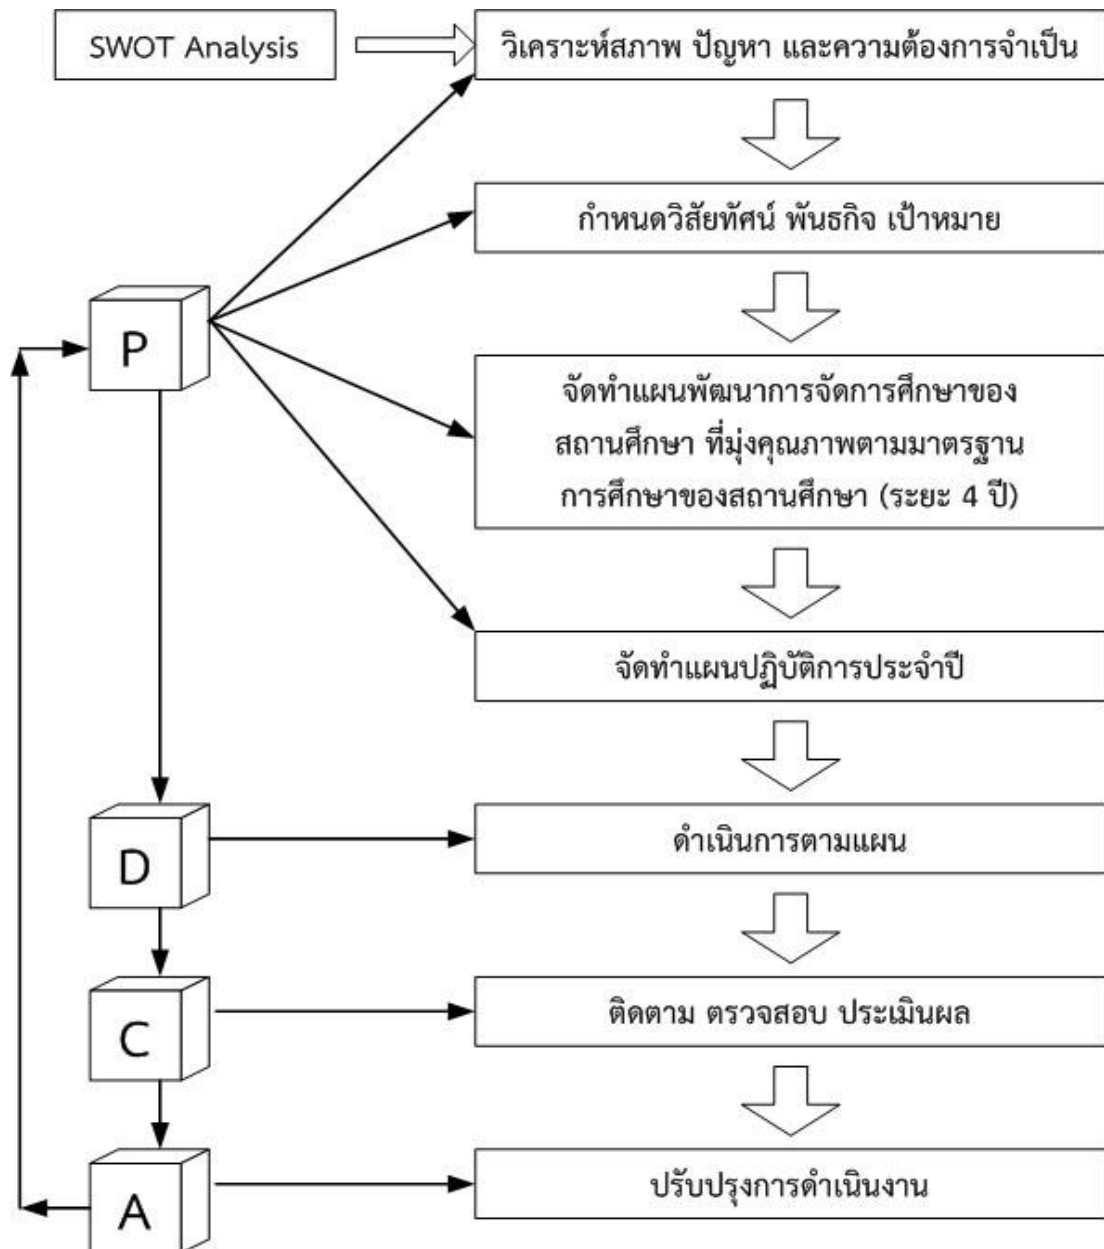 SWOT Analysis
วิเคราะห์สภาพ ปัญหา และความต้องการจำเป็น
กำหนดวิสัยทัศน์ พันธกิจ เป้าหมาย
P
จัดทำแผนพัฒนาการจัดการศึกษาของ
สถานศึกษา ที่มุ่งคุณภาพตามมาตรฐาน
การศึกษาของสถานศึกษา (ระยะ 4 ปี)
จัดทำแผนปฏิบัติการประจำปี
D
ดำเนินการตามแผน
C
ติดตาม ตรวจสอบ ประเมินผล
A
ปรับปรุงการดำเนินงาน